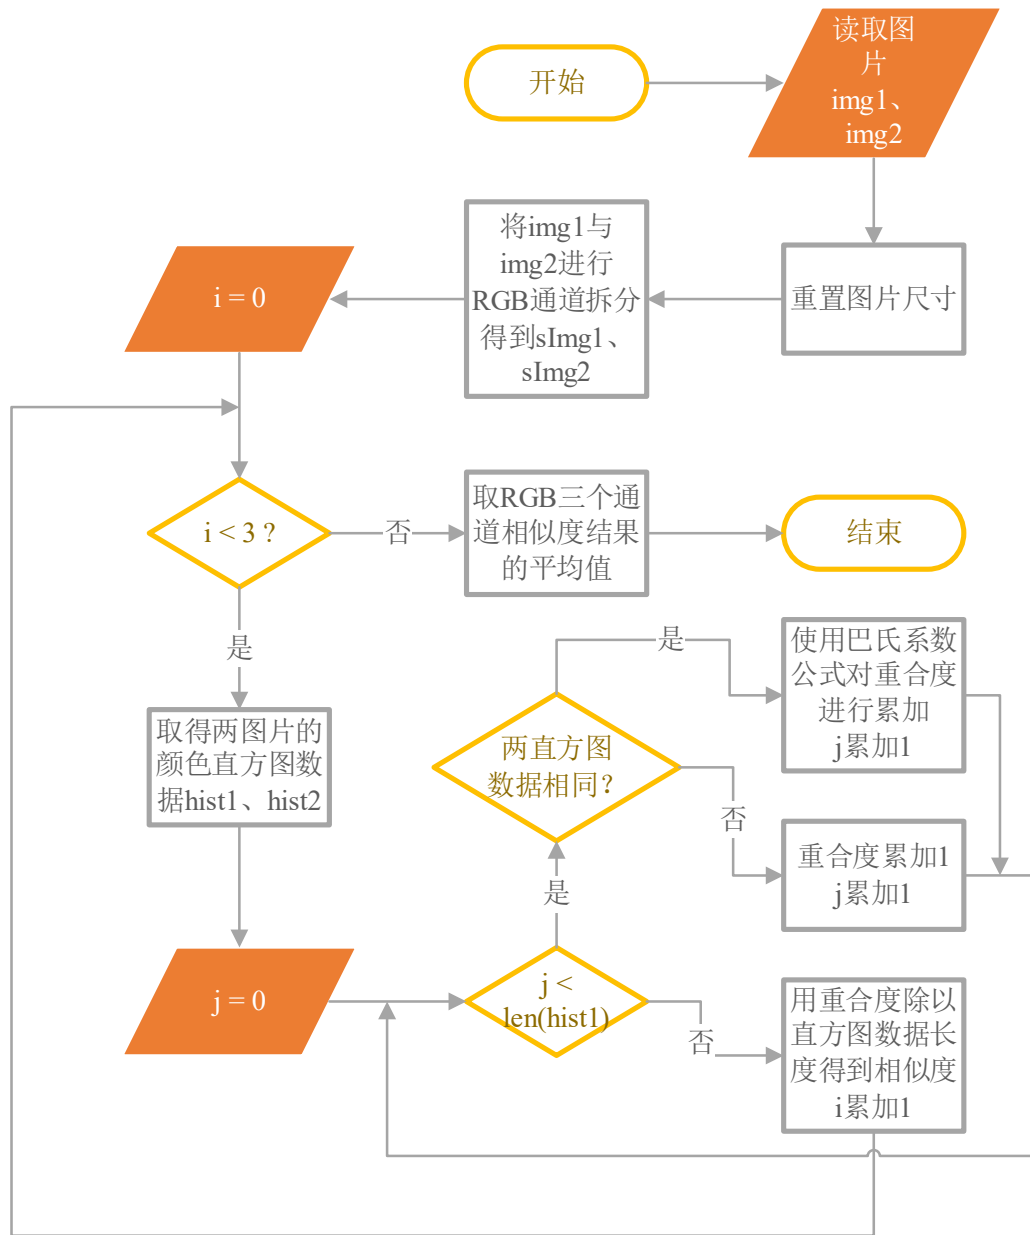 开始
读取图
片
img1、
img2
重置图片尺寸
将img1与
img2进行
RGB通道拆分
得到sImg1、
sImg2
i = 0
i < 3 ?
否
取RGB三个通
道相似度结果
的平均值
结束
是
取得两图片的
颜色直方图数
据hist1、hist2
j = 0
j <
len(hist1)
是
两直方图
数据相同?
是
使用巴氏系数
公式对重合度
进行累加
j累加1
否
重合度累加1
j累加1
否
用重合度除以
直方图数据长
度得到相似度
i累加1